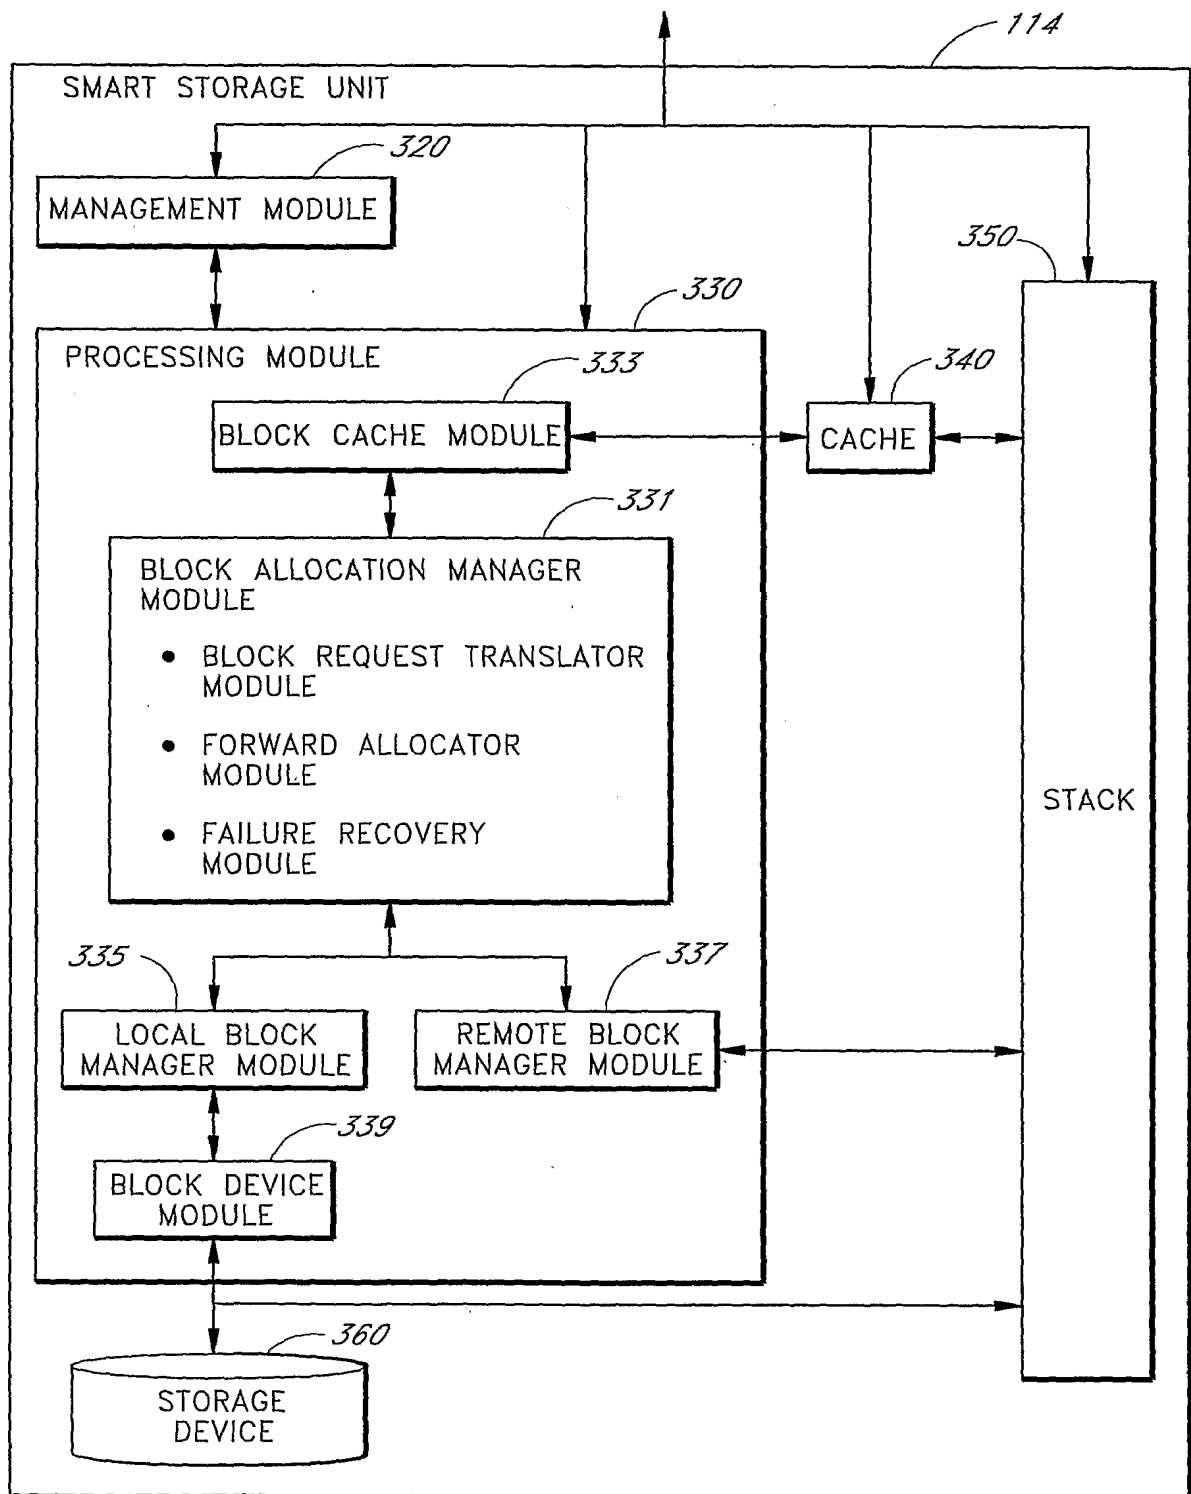 114
SMART STORAGE UNIT
320
MANAGEMENT MODULE
350
330
PROCESSING MODULE
333
340
BLOCK CACHE MODULE
CACHE
331
BLOCK ALLOCATION MANAGER
MODULE
• BLOCK REQUEST TRANSLATOR
MODULE
• FORWARD ALLOCATOR
MODULE
• FAILURE RECOVERY
MODULE
STACK
335
337
LOCAL BLOCK
MANAGER MODULE
REMOTE BLOCK
MANAGER MODULE
339
BLOCK DEVICE
MODULE
360
STORAGE
DEVICE